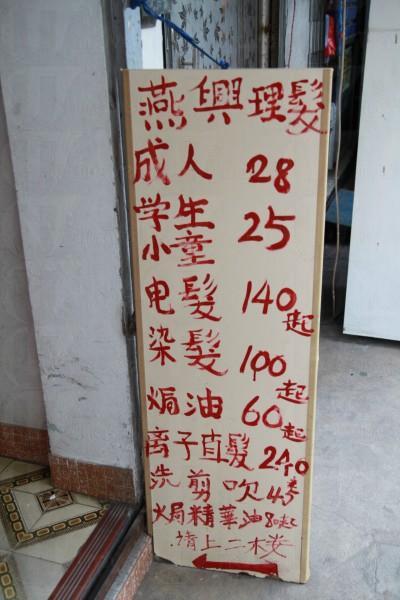 燕興理髮
成人 28
学生
小童 25
电髮 140起
染髮 100起
焗油 60起
离子直髮 240
洗剪吹 45
焗精華油 80起
請上二楼